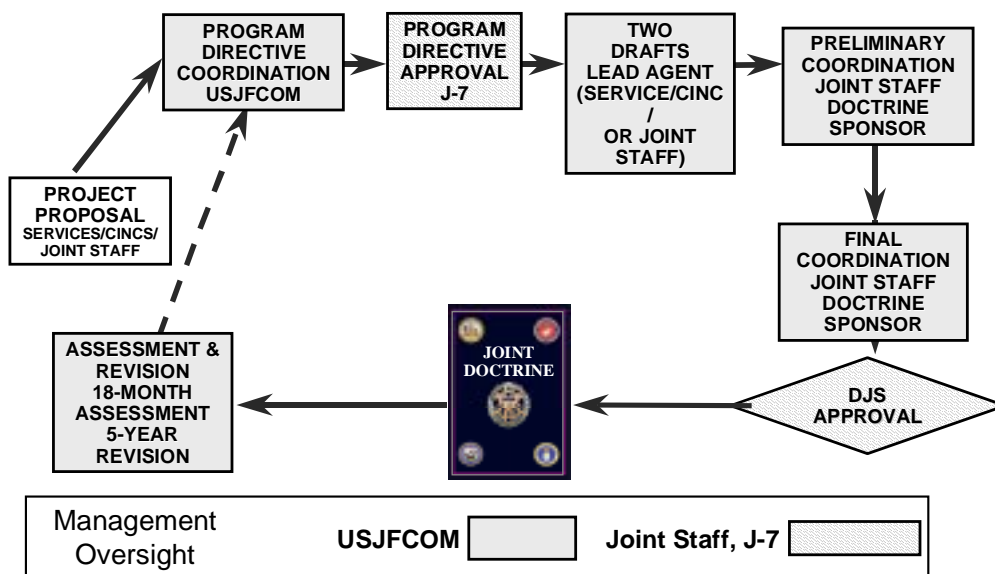 PROJECT
PROPOSAL
SERVICES/CINCS/
JOINT STAFF
PROGRAM
DIRECTIVE
COORDINATION
USJFCOM
PROGRAM
DIRECTIVE
APPROVAL
J-7
TWO
DRAFTS
LEAD AGENT
(SERVICE/CINC
/
OR JOINT
STAFF)
PRELIMINARY
COORDINATION
JOINT STAFF
DOCTRINE
SPONSOR
FINAL
COORDINATION
JOINT STAFF
DOCTRINE
SPONSOR
DJS
APPROVAL
JOINT
DOCTRINE
ASSESSMENT &
REVISION
18-MONTH
ASSESSMENT
5-YEAR
REVISION
Management
Oversight
USJFCOM
Joint Staff, J-7